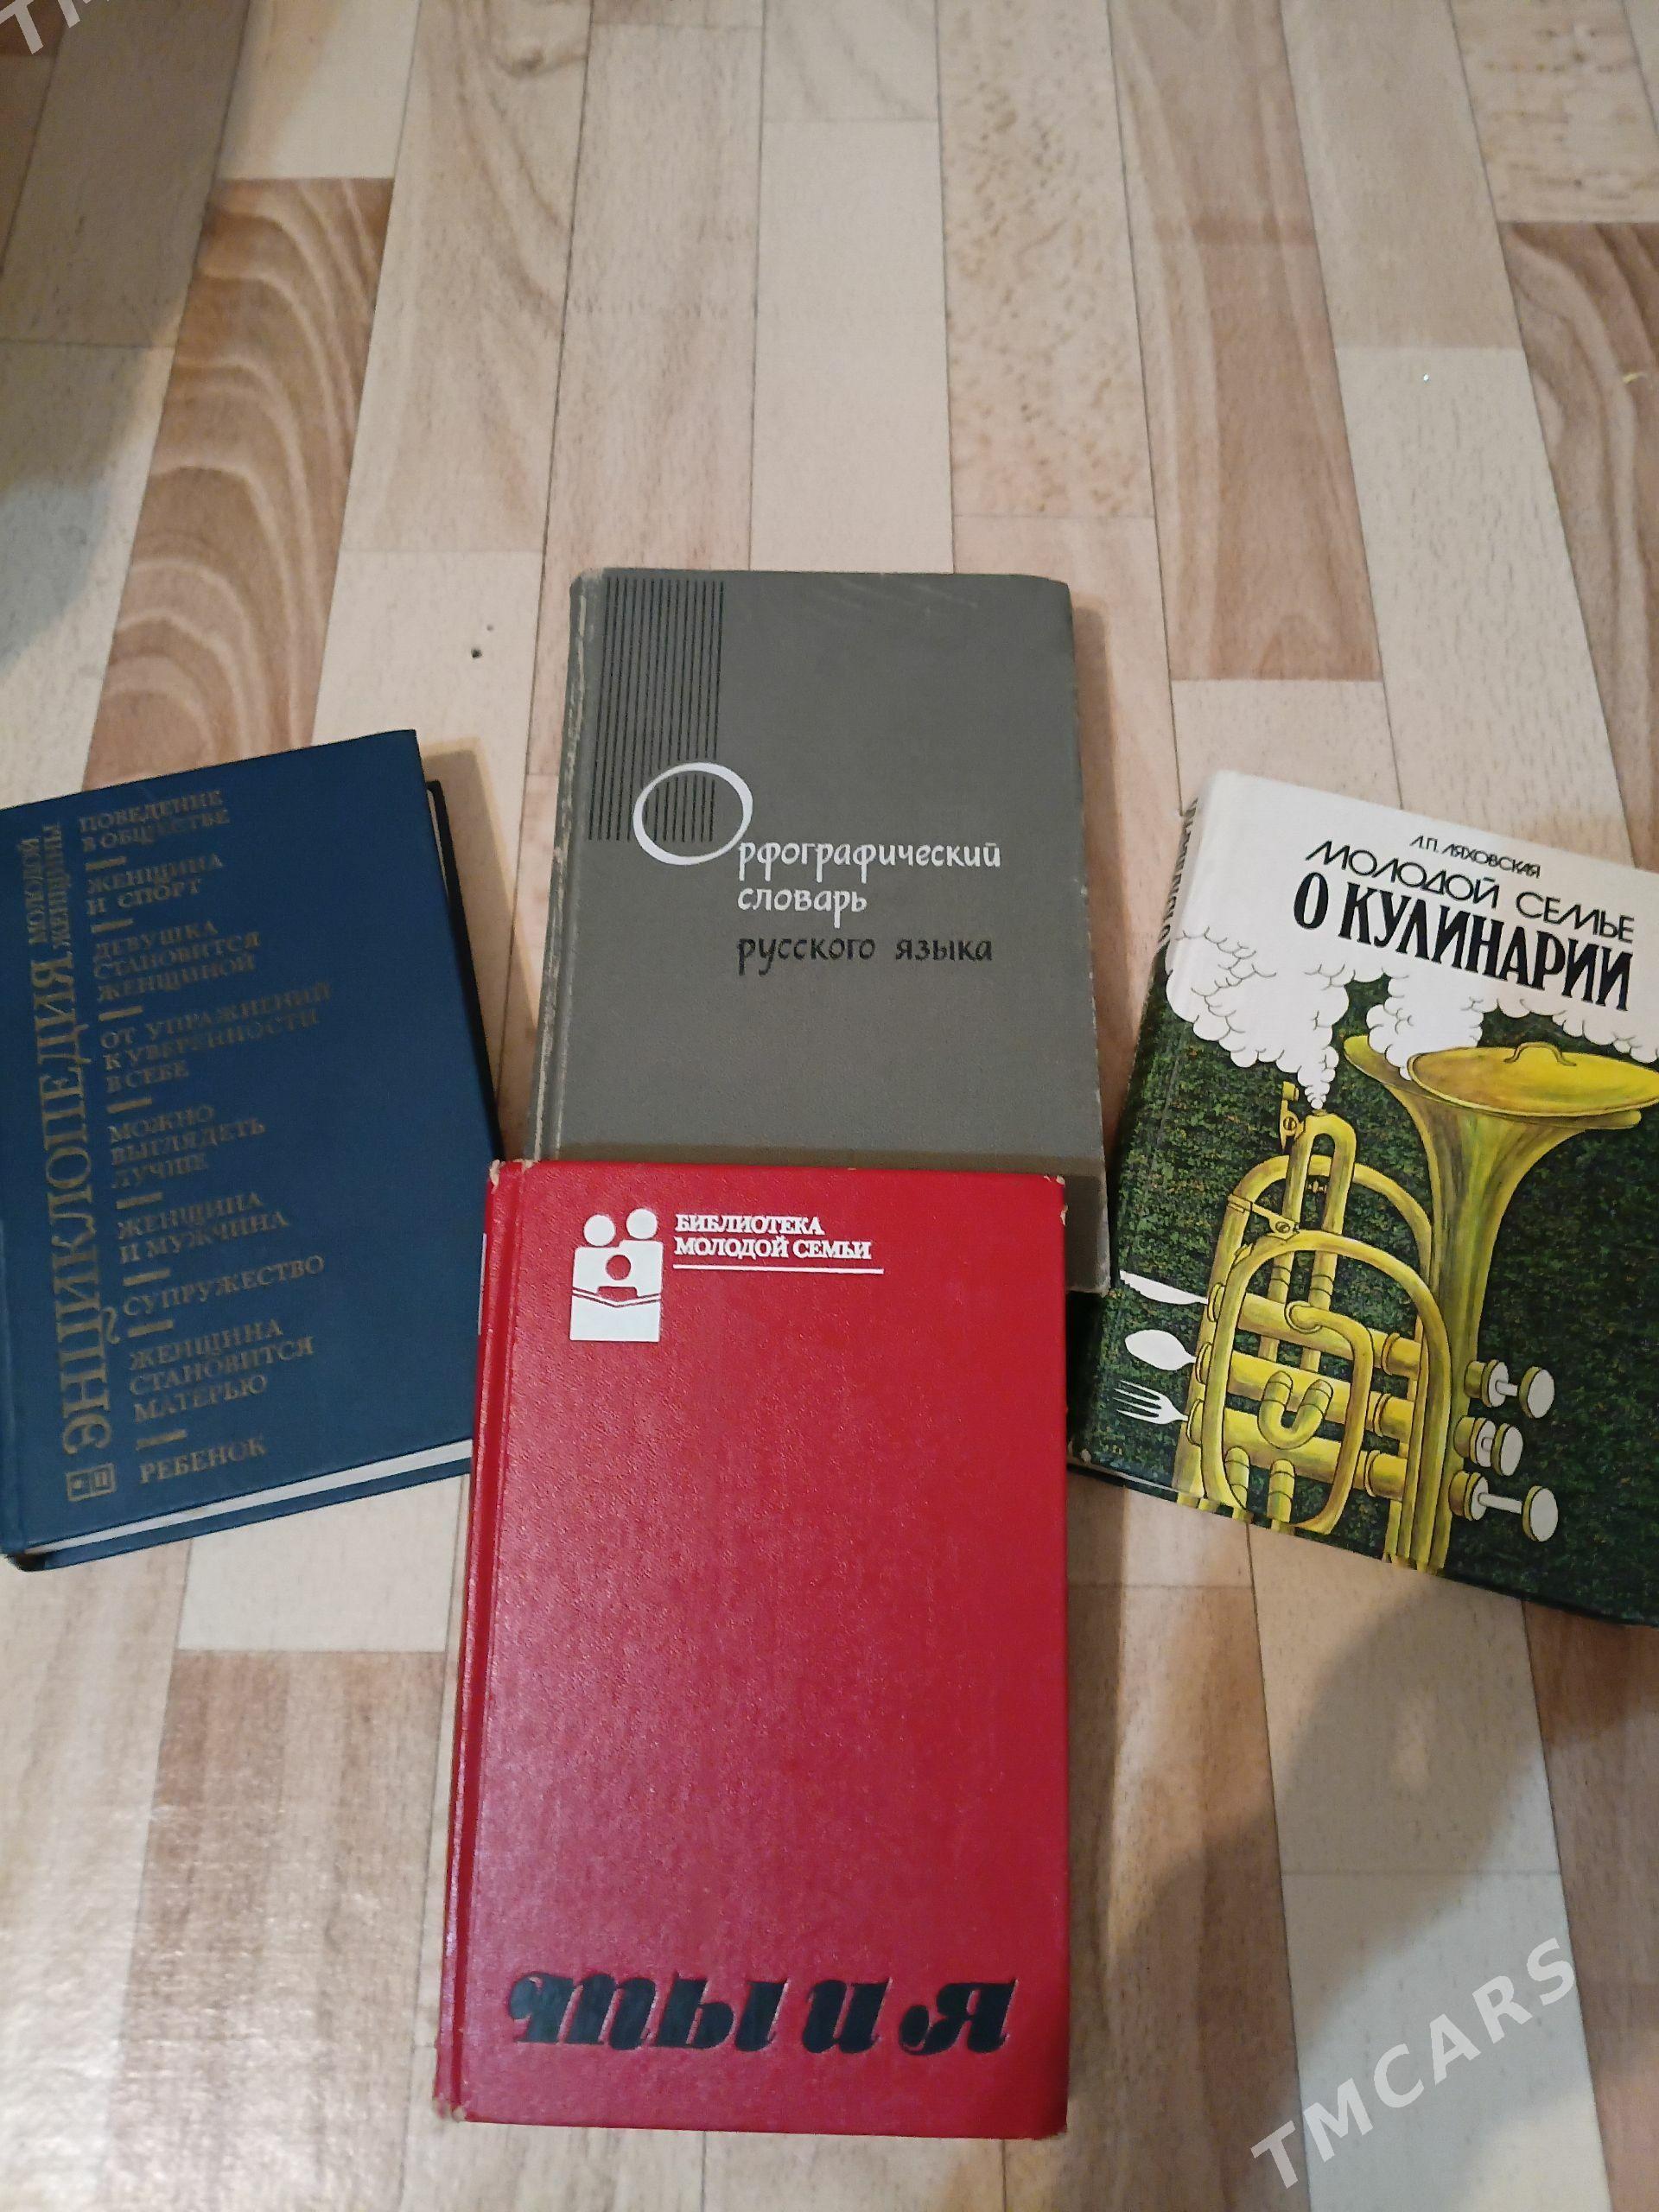 ЭНЦИКЛОПЕДИЯ
МОЛОДОЙ
ЖЕНЩИНЫ
ПОВЕДЕНИЕ
В ОБЩЕСТВЕ
ЖЕНЩИНА
И СПОРТ
ДЕВУШКА
СТАНОВИТСЯ
ЖЕНЩИНОЙ
ОТ УПРАЖНЕНИЙ
К УВЕРЕННОСТИ
В СЕБЕ
МОЖНО
ВЫГЛЯДЕТЬ
ЛУЧШЕ
ЖЕНЩИНА
И МУЖЧИНА
СУПРУЖЕСТВО
ЖЕНЩИНА
СТАНОВИТСЯ
МАТЕРЬЮ
РЕБЕНОК
Орфографический
словарь
русского языка
Л.П. ЛЯХОВСКАЯ
МОЛОДОЙ СЕМЬЕ
О КУЛИНАРИИ
БИБЛИОТЕКА
МОЛОДОЙ СЕМЬИ
ты и я
TMCARS